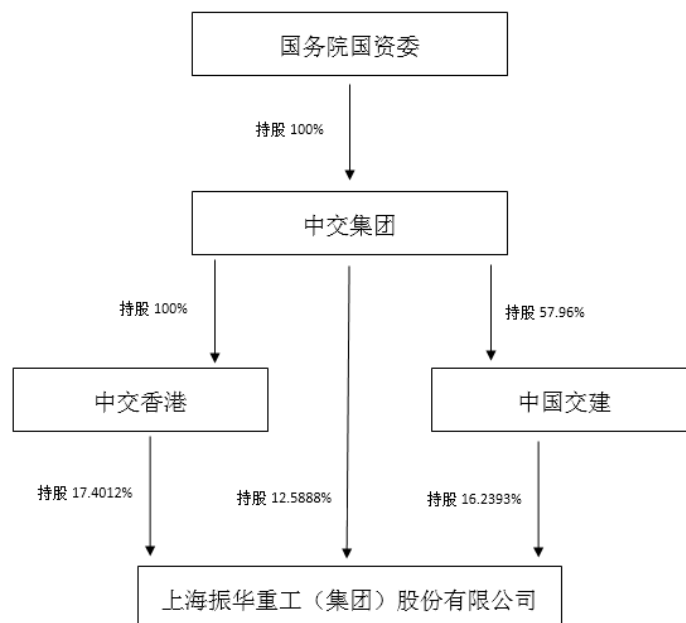 国务院国资委
持股 100%
中交集团
持股 100%
持股 57.96%
中交香港
中国交建
持股 17.4012%
持股 12.5888%
持股 16.2393%
上海振华重工（集团）股份有限公司